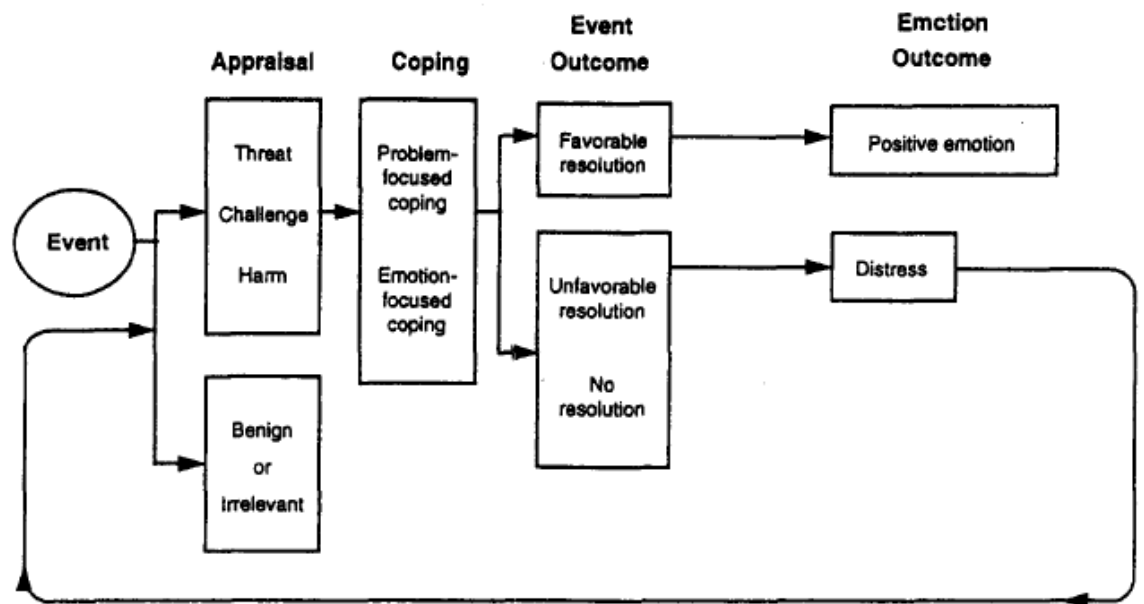 Event
Emction
Outcome
Outcome
Appraisal
Coping
Threat
Challenge
Harm
Problem-
focused
coping
Emotion-
focused
coping
Favorable
resolution
Positive emotion
Event
Unfavorable
resolution
No
resolution
Distress
Benign
or
Irrelevant